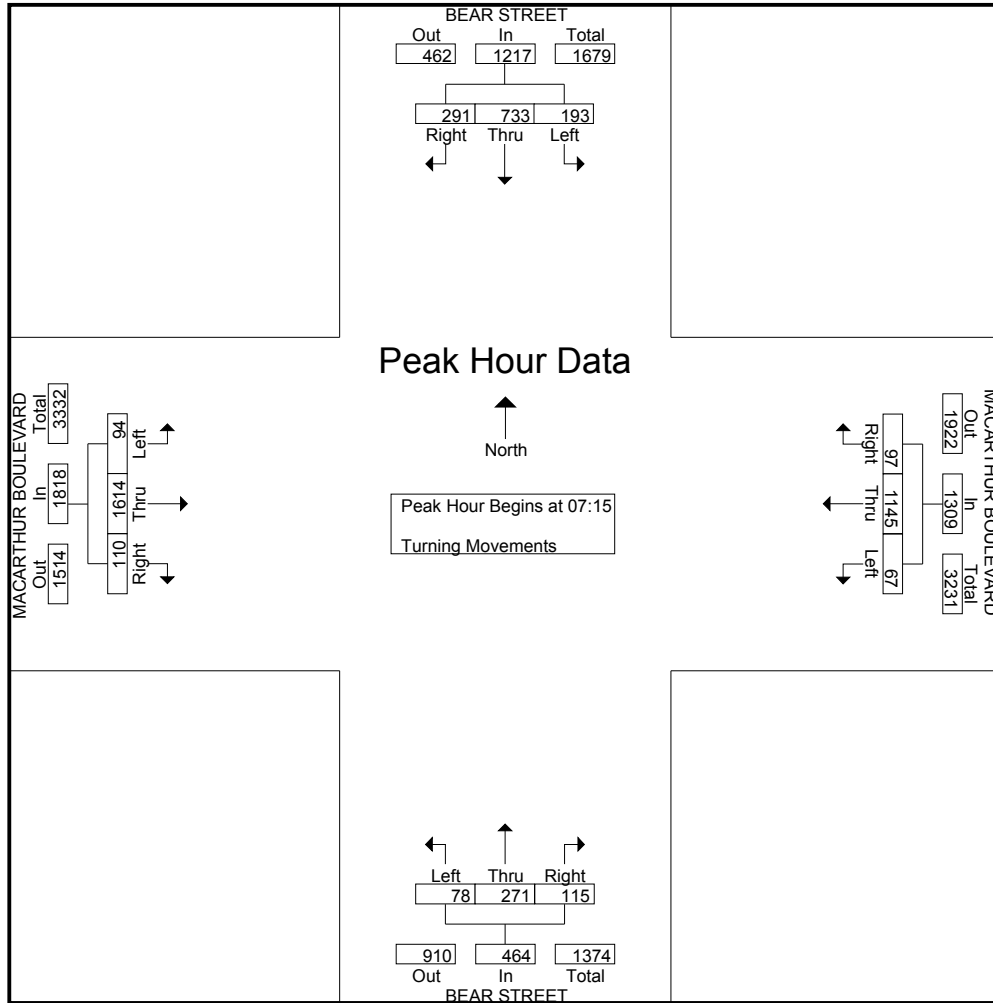 BEAR STREET
Out In Total
462 1217 1679
291 733 193
Right Thru Left
Peak Hour Data
North
Peak Hour Begins at 07:15
Turning Movements
MACARTHUR BOULEVARD
Total In Out
3332 1818 1514
94 1614 110
Left Thru Right
MACARTHUR BOULEVARD
Out In Total
1922 1309 3231
97 1145 67
Right Thru Left
Left Thru Right
78 271 115
910 464 1374
Out In Total
BEAR STREET